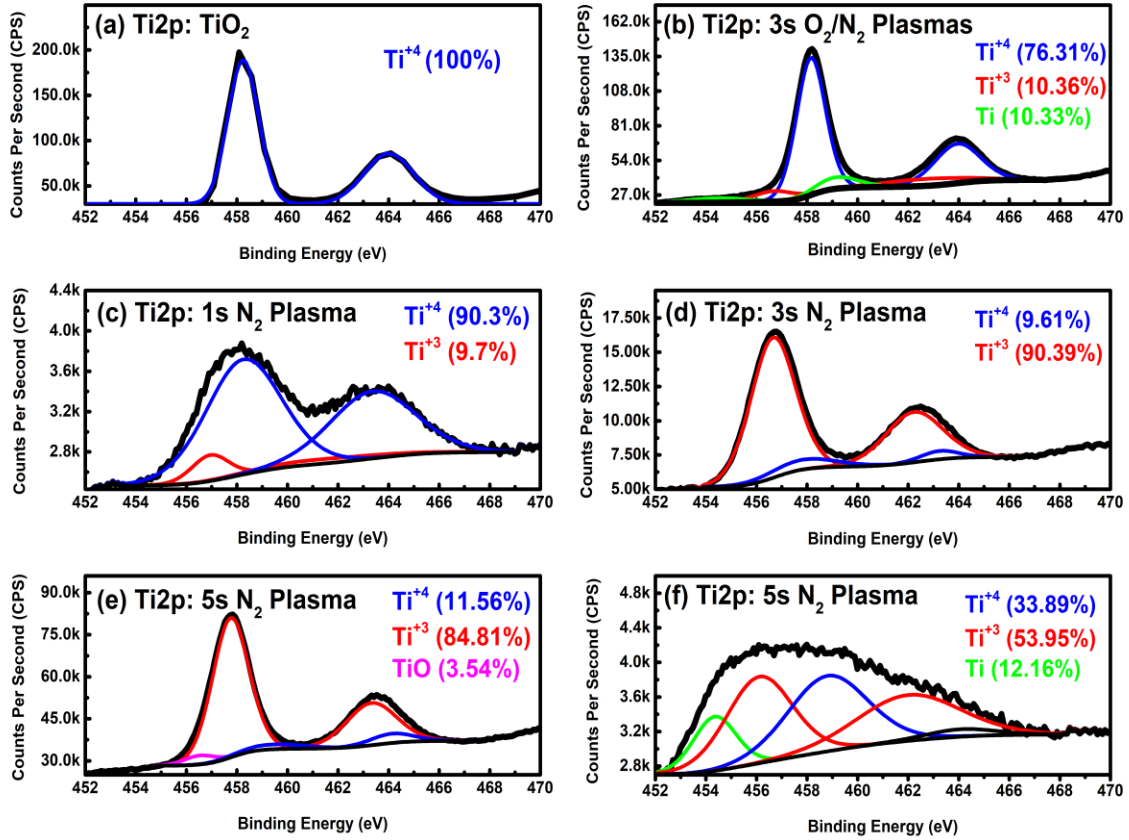 (a) Ti2p: TiO₂
Ti⁺⁴ (100%)
Counts Per Second (CPS)
200.0k
150.0k
100.0k
50.0k
452 454 456 458 460 462 464 466 468 470
Binding Energy (eV)
(b) Ti2p: 3s O₂/N₂ Plasmas
Ti⁺⁴ (76.31%)
Ti⁺³ (10.36%)
Ti (10.33%)
Counts Per Second (CPS)
162.0k
135.0k
108.0k
81.0k
54.0k
27.0k
452 454 456 458 460 462 464 466 468 470
Binding Energy (eV)
(c) Ti2p: 1s N₂ Plasma
Ti⁺⁴ (90.3%)
Ti⁺³ (9.7%)
Counts Per Second (CPS)
4.4k
4.0k
3.6k
3.2k
2.8k
452 454 456 458 460 462 464 466 468 470
Binding Energy (eV)
(d) Ti2p: 3s N₂ Plasma
Ti⁺⁴ (9.61%)
Ti⁺³ (90.39%)
Counts Per Second (CPS)
17.50k
15.00k
12.50k
10.00k
7.50k
5.00k
452 454 456 458 460 462 464 466 468 470
Binding Energy (eV)
(e) Ti2p: 5s N₂ Plasma
Ti⁺⁴ (11.56%)
Ti⁺³ (84.81%)
TiO (3.54%)
Counts Per Second (CPS)
90.0k
75.0k
60.0k
45.0k
30.0k
452 454 456 458 460 462 464 466 468 470
Binding Energy (eV)
(f) Ti2p: 5s N₂ Plasma
Ti⁺⁴ (33.89%)
Ti⁺³ (53.95%)
Ti (12.16%)
Counts Per Second (CPS)
4.8k
4.4k
4.0k
3.6k
3.2k
2.8k
452 454 456 458 460 462 464 466 468 470
Binding Energy (eV)